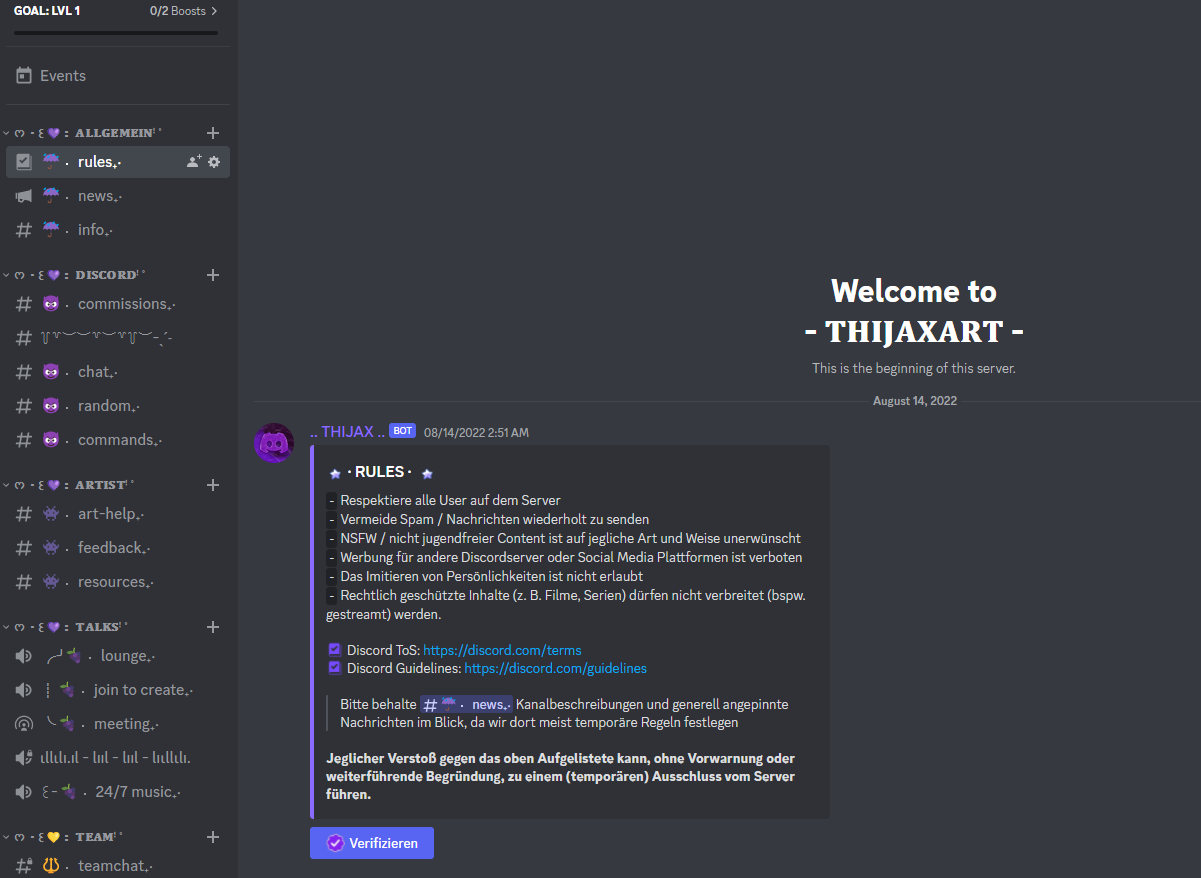 GOAL: LVL 1 0/2 Boosts >
Events
ෆ - ꒰💜 : ALLGEMEIN
☂️ · rules
☂️ · news
☂️ · info
ෆ - ꒰💜 : DISCORD
😈 · commissions
😈 · chat
😈 · random
😈 · commands
ෆ - ꒰💜 : ARTIST
👾 · art-help
👾 · feedback
👾 · resources
ෆ - ꒰💜 : TALKS
🍇 · lounge
🍇 · join to create
🍇 · meeting
🍇 · 24/7 music
ෆ - ꒰💛 : TEAM
🔱 · teamchat
Welcome to
- THIJAXART -
This is the beginning of this server.
August 14, 2022
.. THIJAX .. BOT 08/14/2022 2:51 AM
· RULES ·
- Respektiere alle User auf dem Server
- Vermeide Spam / Nachrichten wiederholt zu senden
- NSFW / nicht jugendfreier Content ist auf jegliche Art und Weise unerwünscht
- Werbung für andere Discordserver oder Social Media Plattformen ist verboten
- Das Imitieren von Persönlichkeiten ist nicht erlaubt
- Rechtlich geschützte Inhalte (z. B. Filme, Serien) dürfen nicht verbreitet (bspw.
gestreamt) werden.
Discord ToS: https://discord.com/terms
Discord Guidelines: https://discord.com/guidelines
Bitte behalte # ☂️ · news Kanalbeschreibungen und generell angepinnte
Nachrichten im Blick, da wir dort meist temporäre Regeln festlegen
Jeglicher Verstoß gegen das oben Aufgelistete kann, ohne Vorwarnung oder
weiterführende Begründung, zu einem (temporären) Ausschluss vom Server
führen.
Verifizieren